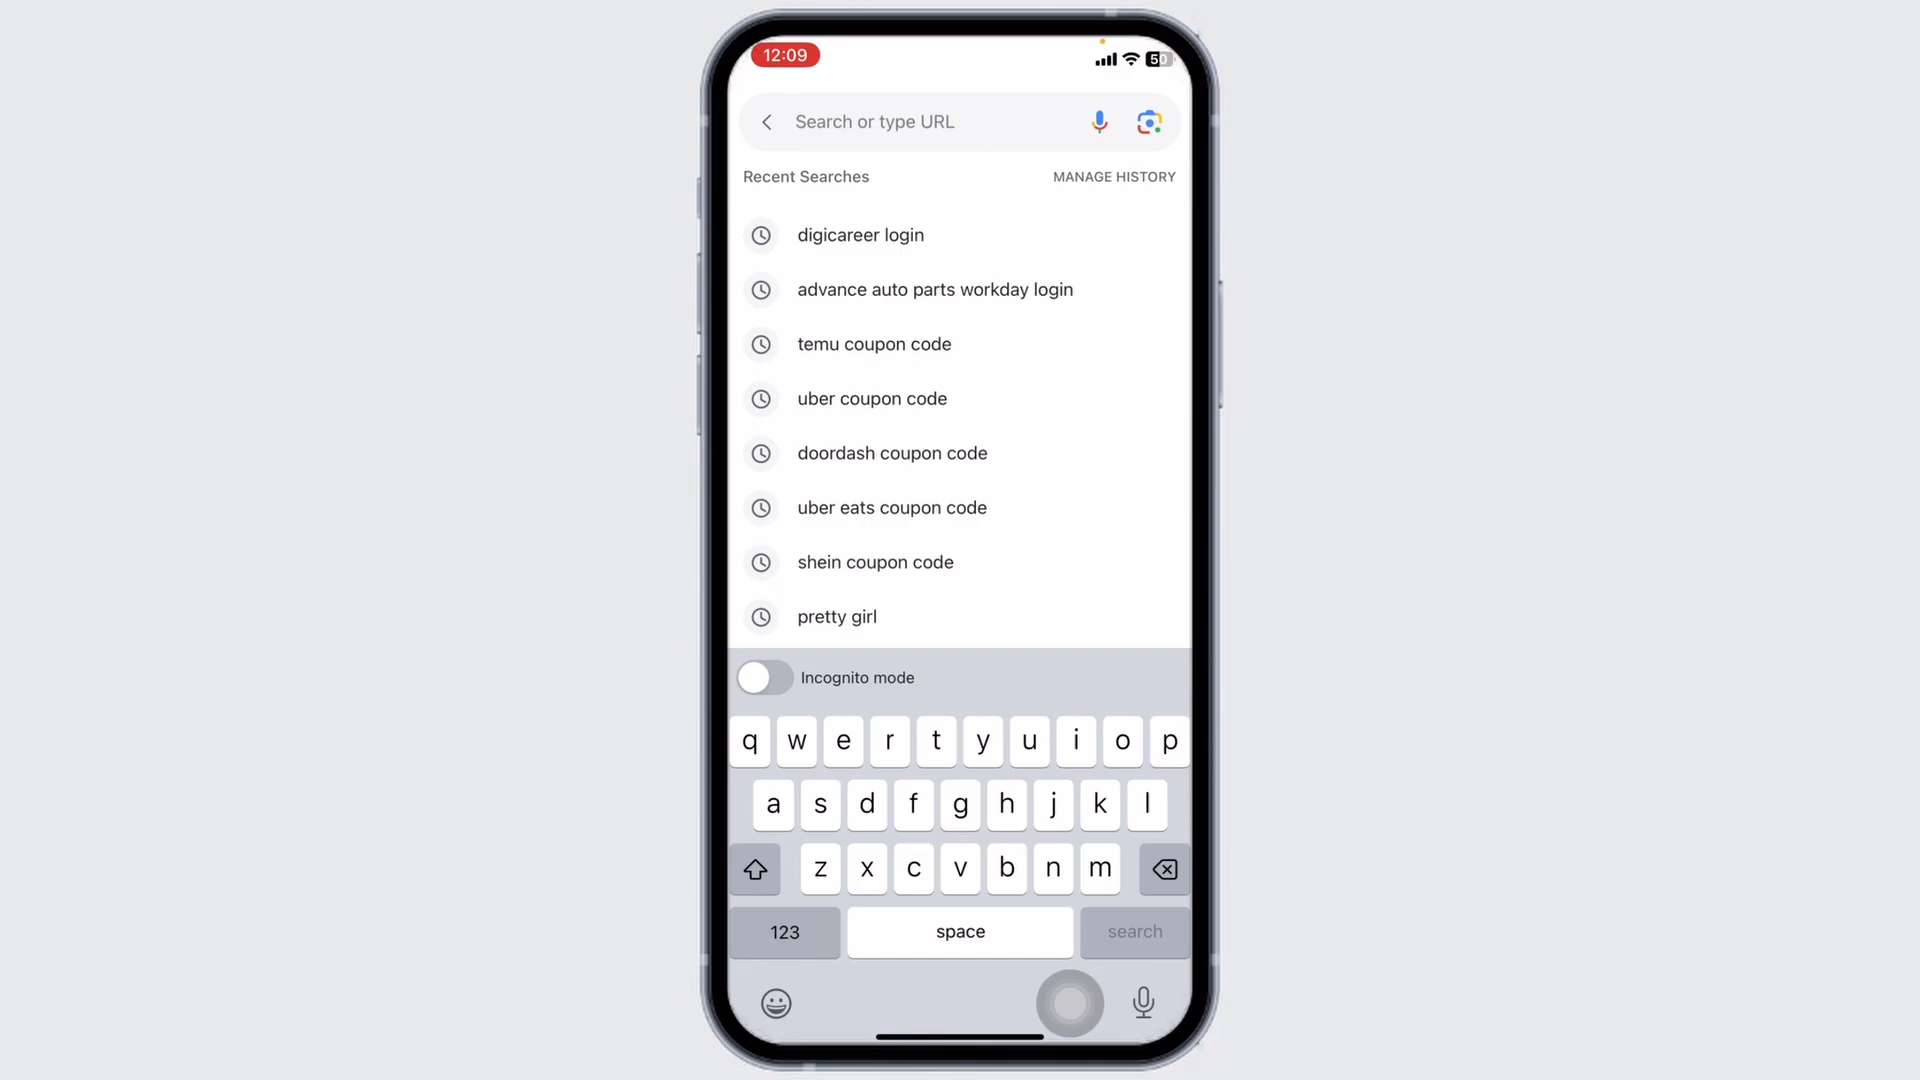 12:09
50
Search or type URL
Recent Searches
MANAGE HISTORY
digicareer login
advance auto parts workday login
temu coupon code
uber coupon code
doordash coupon code
uber eats coupon code
shein coupon code
pretty girl
Incognito mode
q w e r t y u i o p
a s d f g h j k l
z x c v b n m
123 space search